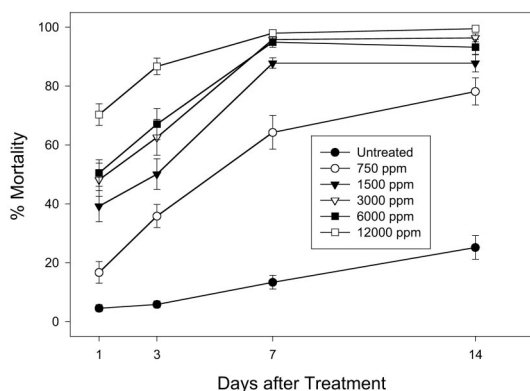 % Mortality
100
80
60
40
20
0
Untreated
750 ppm
1500 ppm
3000 ppm
6000 ppm
12000 ppm
1 3 7 14
Days after Treatment